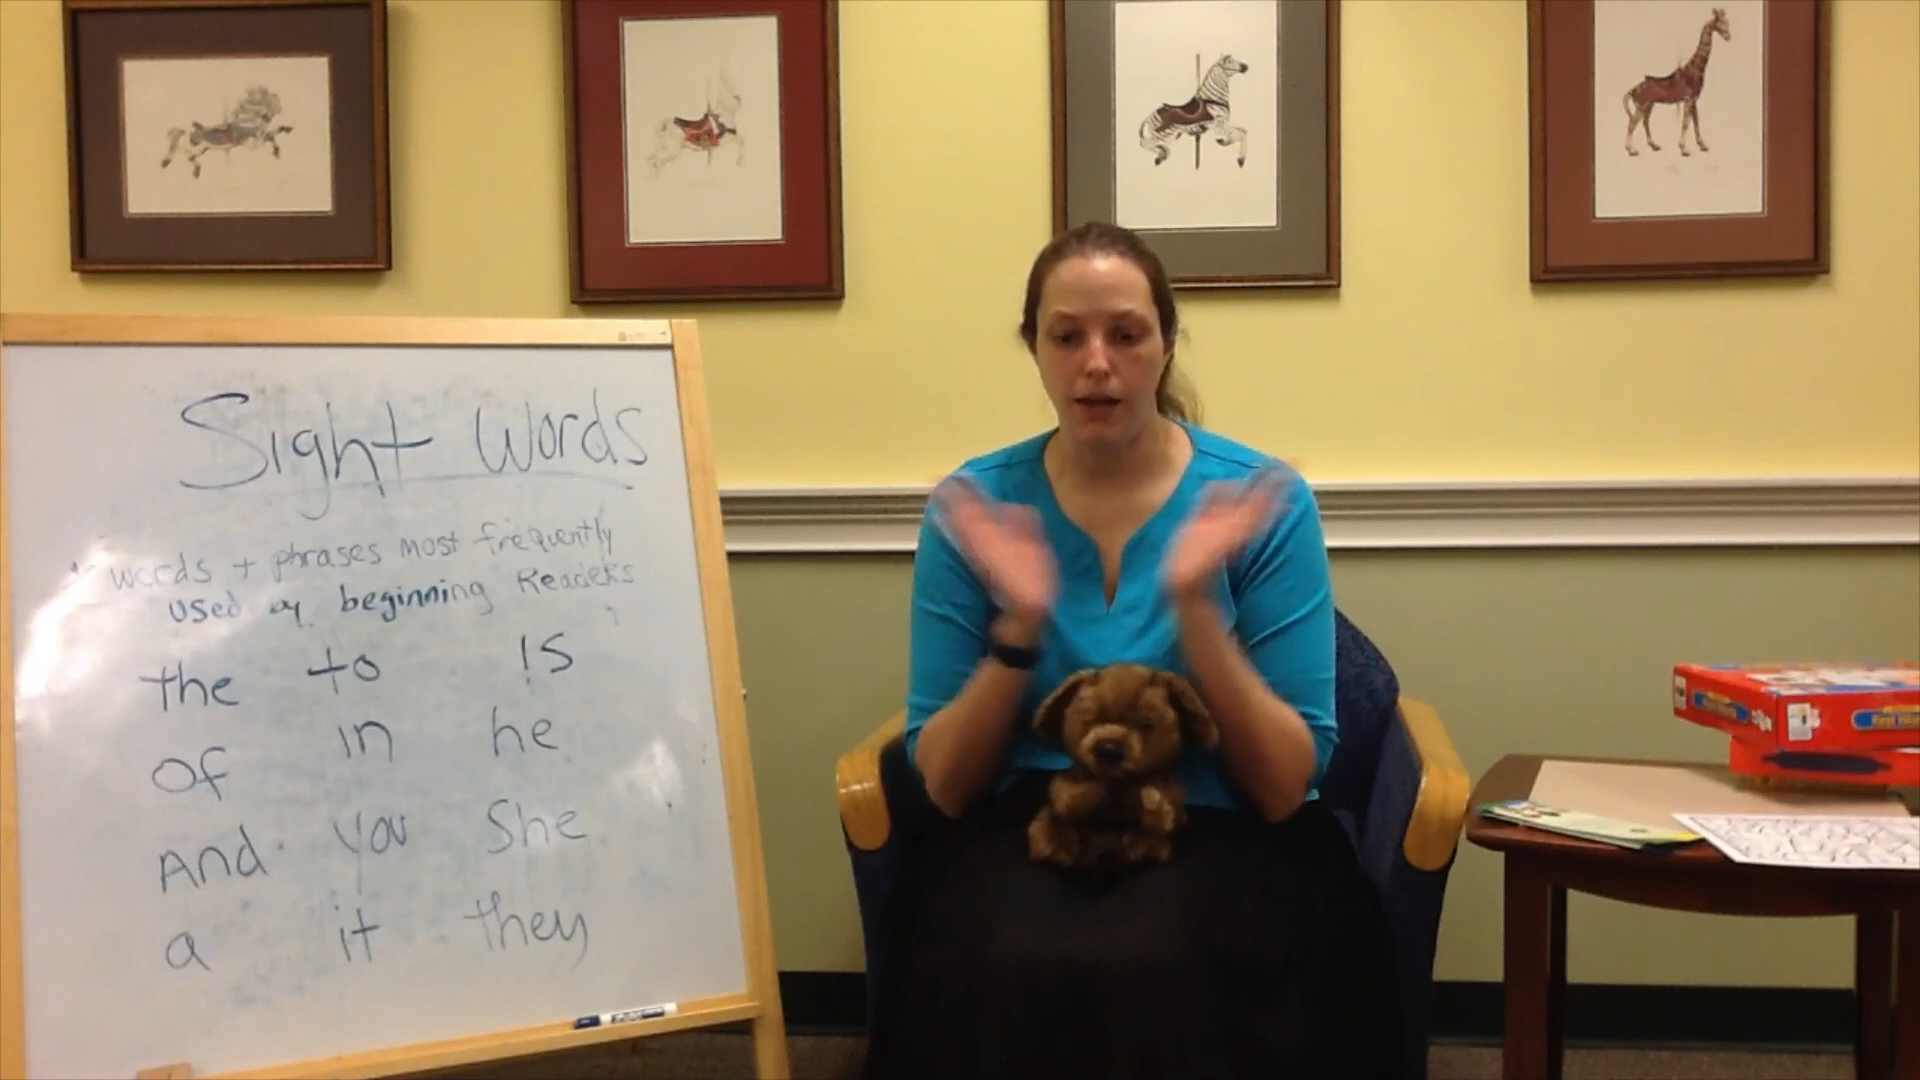 Sight Words
* words + phrases most frequently
used by beginning Readers
the to is
of in he
And you she
a it they